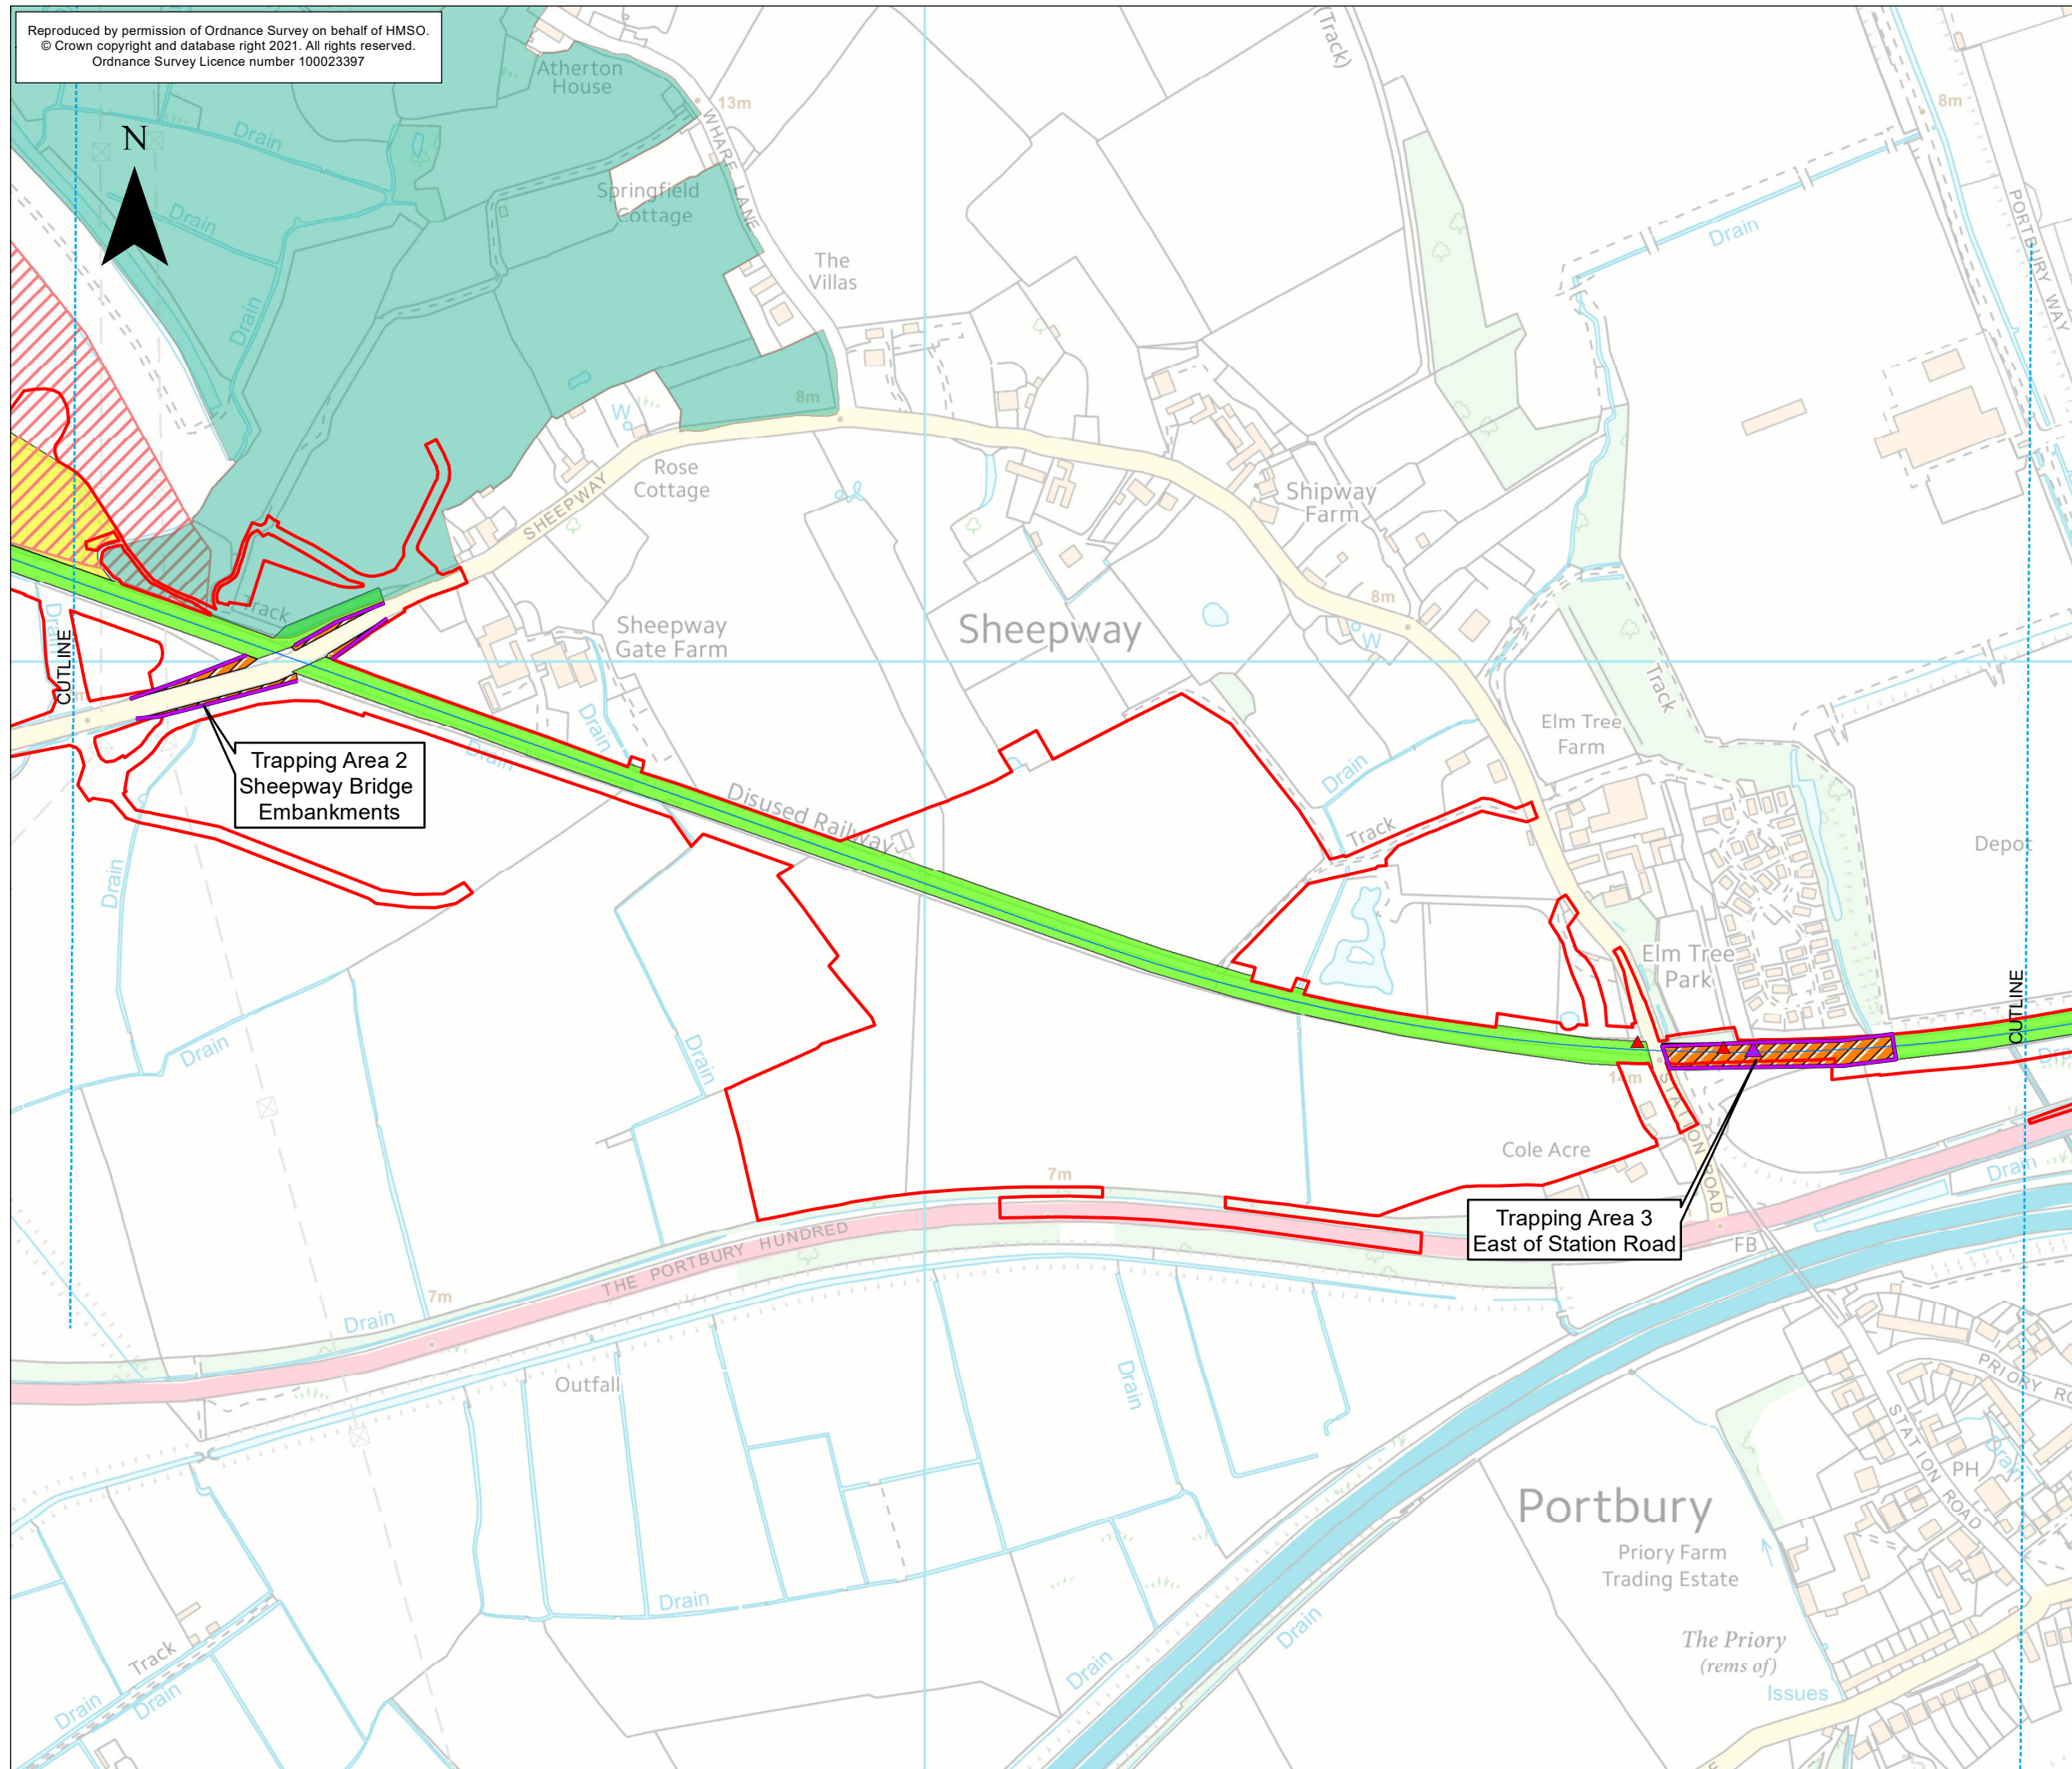 Reproduced by permission of Ordnance Survey on behalf of HMSO.
© Crown copyright and database right 2021. All rights reserved.
Ordnance Survey Licence number 100023397
N
(Track)
Atherton
House
13m
WHARF LANE
8m
Drain
Drain
Drain
Drain
Springfield
Cottage
PORTBURY WAY
The
Villas
8m
W
Rose
Cottage
SHEEPWAY
Shipway
Farm
Track
Drain
CUTLINE
Sheepway
Gate Farm
Sheepway
8m
W
Track
Elm Tree
Farm
Drain
Drain
Trapping Area 2
Sheepway Bridge
Embankments
Disused Railway
Drain
Track
Depot
Drain
Elm Tree
Park
CUTLINE
Drain
Drain
14m
STATION ROAD
Cole Acre
7m
Drain
Trapping Area 3
East of Station Road
FB
THE PORTBURY HUNDRED
7m
Drain
Outfall
Drain
PRIORY RO
STATION ROAD
Drain
PH
Portbury
Priory Farm
Trading Estate
Drain
Drain
The Priory
(rems of)
Issues
Track
Drain
Drain
Drain